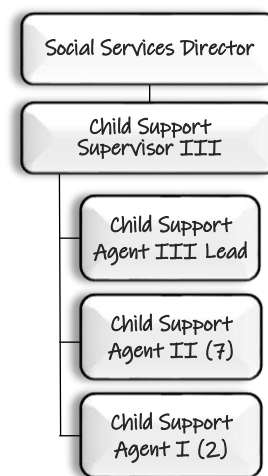 Social Services Director
Child Support
Supervisor III
Child Support
Agent III Lead
Child Support
Agent II (7)
Child Support
Agent I (2)